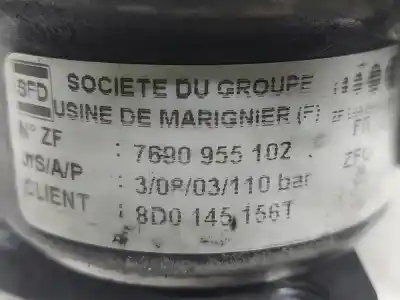 SFD
SOCIETE DU GROUPE
USINE DE MARIGNIER (F)
N° ZF : 7690 955 102
: 3/08/03/110 bar
CLIENT : 8D0 145 156T